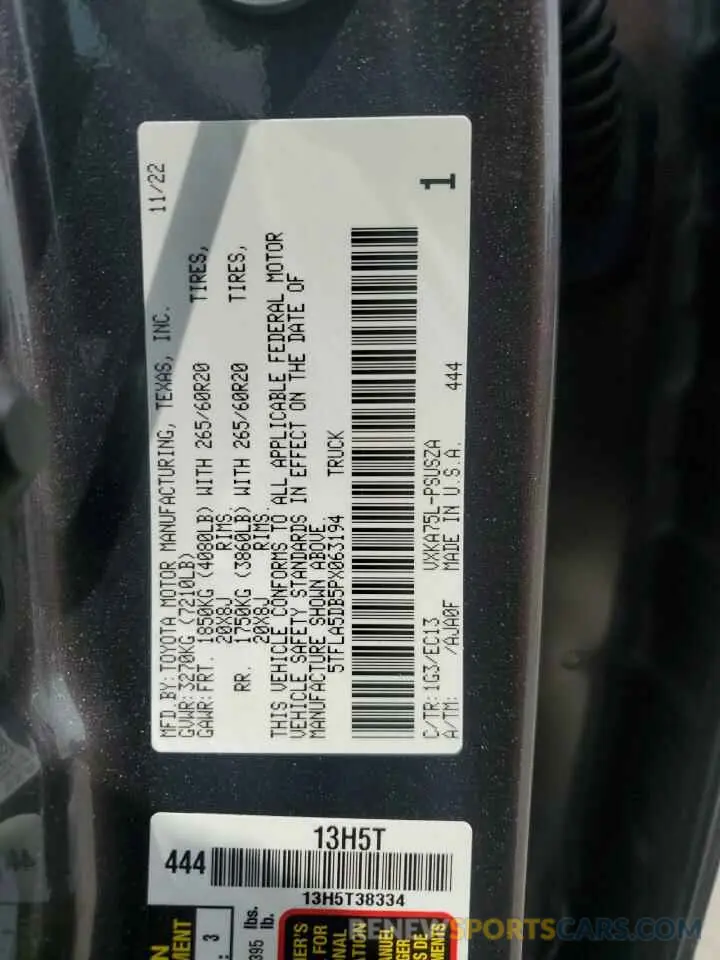 MFD.BY:TOYOTA MOTOR MANUFACTURING, TEXAS, INC. 11/22
GVWR:3270KG (7210LB)
GAWR:FRT. 1850KG (4080LB) WITH 265/60R20 TIRES,
20X8J RIMS.
RR. 1750KG (3860LB) WITH 265/60R20 TIRES,
20X8J RIMS.
THIS VEHICLE CONFORMS TO ALL APPLICABLE FEDERAL MOTOR
VEHICLE SAFETY STANDARDS IN EFFECT ON THE DATE OF
MANUFACTURE SHOWN ABOVE.
5TFLA5DB5PX063194 TRUCK
C/TR:1G3/EC13 VXKA75L-PSUSZA 444
A/TM: /AJA0F MADE IN U.S.A.
1
13H5T
444
13H5T38334
395 lbs.
lb.
: 3
RENEWSPORTSCARS.COM